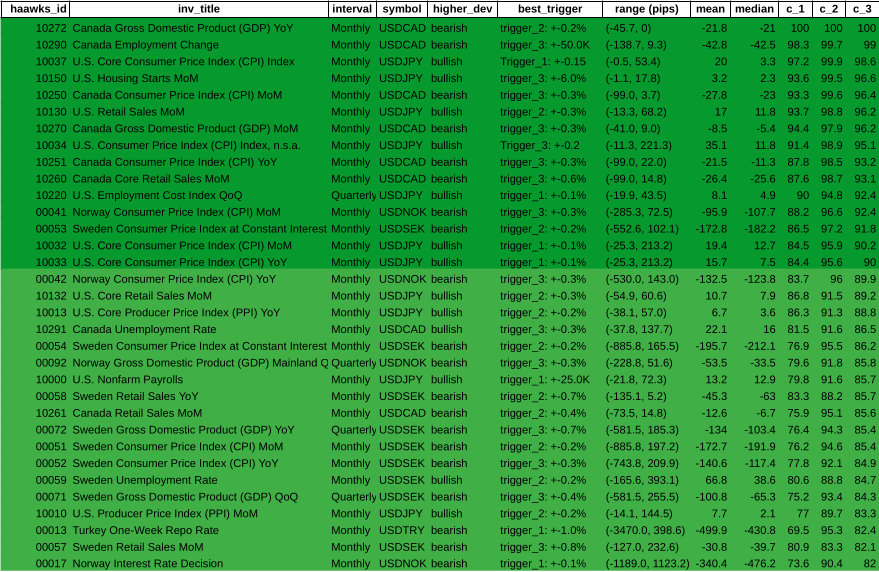 haawks_id inv_title interval symbol higher_dev best_trigger range (pips) mean median c_1 c_2 c_3
10272 Canada Gross Domestic Product (GDP) YoY Monthly USDCAD bearish trigger_2: +-0.2% (-45.7, 0) -21.8 -21 100 100 100
10290 Canada Employment Change Monthly USDCAD bearish trigger_3: +-50.0K (-138.7, 9.3) -42.8 -42.5 98.3 99.7 99
10037 U.S. Core Consumer Price Index (CPI) Index Monthly USDJPY bullish Trigger_1: +-0.15 (-0.5, 53.4) 20 3.3 97.2 99.9 98.6
10150 U.S. Housing Starts MoM Monthly USDJPY bullish trigger_3: +-6.0% (-1.1, 17.8) 3.2 2.3 93.6 99.5 96.6
10250 Canada Consumer Price Index (CPI) MoM Monthly USDCAD bearish trigger_3: +-0.4% (-99.0, 3.7) -27.8 -23 93.3 99.6 96.4
10130 U.S. Retail Sales MoM Monthly USDJPY bullish trigger_2: +-0.3% (-13.3, 68.2) 17 11.8 93.7 98.8 96.2
10270 Canada Gross Domestic Product (GDP) MoM Monthly USDCAD bearish trigger_3: +-0.3% (-41.0, 9.0) -8.5 -5.4 94.4 97.9 96.2
10034 U.S. Consumer Price Index (CPI) Index, n.s.a. Monthly USDJPY bullish Trigger_3: +-0.2 (-11.3, 221.3) 35.1 11.8 91.4 98.9 95.1
10251 Canada Consumer Price Index (CPI) YoY Monthly USDCAD bearish trigger_3: +-0.3% (-99.0, 22.0) -21.5 -11.3 87.8 98.5 93.2
10260 Canada Core Retail Sales MoM Monthly USDCAD bearish trigger_3: +-0.6% (-99.0, 14.8) -26.4 -25.6 87.6 98.7 93.1
10220 U.S. Employment Cost Index QoQ Quarterly USDJPY bullish trigger_1: +-0.1% (-19.9, 43.5) 8.1 4.9 90 94.8 92.4
00041 Norway Consumer Price Index (CPI) MoM Monthly USDNOK bearish trigger_3: +-0.3% (-285.3, 72.5) -95.9 -107.7 88.2 96.6 92.4
00053 Sweden Consumer Price Index at Constant Interest Monthly USDSEK bearish trigger_2: +-0.2% (-552.6, 102.1) -172.8 -182.2 86.5 97.2 91.8
10032 U.S. Core Consumer Price Index (CPI) MoM Monthly USDJPY bullish trigger_1: +-0.1% (-25.3, 213.2) 19.4 12.7 84.5 95.9 90.2
10033 U.S. Core Consumer Price Index (CPI) YoY Monthly USDJPY bullish trigger_1: +-0.1% (-25.3, 213.2) 15.7 7.5 84.4 95.6 90
00042 Norway Consumer Price Index (CPI) YoY Monthly USDNOK bearish trigger_3: +-0.3% (-530.0, 143.0) -132.5 -123.8 83.7 96 89.9
10132 U.S. Core Retail Sales MoM Monthly USDJPY bullish trigger_2: +-0.3% (-54.9, 60.6) 10.7 7.9 86.8 91.5 89.2
10013 U.S. Core Producer Price Index (PPI) YoY Monthly USDJPY bullish trigger_2: +-0.2% (-38.1, 57.0) 6.7 3.6 86.3 91.3 88.8
10291 Canada Unemployment Rate Monthly USDCAD bullish trigger_3: +-0.3% (-37.8, 137.7) 22.1 16 81.5 91.6 86.5
00054 Sweden Consumer Price Index at Constant Interest Monthly USDSEK bearish trigger_2: +-0.2% (-885.8, 165.5) -195.7 -212.1 76.9 95.5 86.2
00092 Norway Gross Domestic Product (GDP) Mainland Q Quarterly USDNOK bearish trigger_3: +-0.3% (-228.8, 51.6) -53.5 -33.5 79.6 91.8 85.8
10000 U.S. Nonfarm Payrolls Monthly USDJPY bullish trigger_1: +-25.0K (-21.8, 72.3) 13.2 12.9 79.8 91.6 85.7
00058 Sweden Retail Sales YoY Monthly USDSEK bearish trigger_2: +-0.7% (-135.1, 5.2) -45.3 -63 83.3 88.2 85.7
10261 Canada Retail Sales MoM Monthly USDCAD bearish trigger_2: +-0.4% (-73.5, 14.8) -12.6 -6.7 75.9 95.1 85.6
00072 Sweden Gross Domestic Product (GDP) YoY Quarterly USDSEK bearish trigger_3: +-0.7% (-581.5, 185.3) -134 -103.4 76.4 94.3 85.4
00051 Sweden Consumer Price Index (CPI) MoM Monthly USDSEK bearish trigger_2: +-0.2% (-885.8, 197.2) -172.7 -191.9 76.2 94.6 85.4
00052 Sweden Consumer Price Index (CPI) YoY Monthly USDSEK bearish trigger_3: +-0.2% (-743.8, 209.9) -140.6 -117.4 77.8 92.1 84.9
00059 Sweden Unemployment Rate Monthly USDSEK bullish trigger_2: +-0.2% (-165.6, 393.1) 66.8 38.6 80.6 88.8 84.7
00071 Sweden Gross Domestic Product (GDP) QoQ Quarterly USDSEK bearish trigger_3: +-0.4% (-581.5, 255.5) -100.8 -65.3 75.2 93.4 84.3
10010 U.S. Producer Price Index (PPI) MoM Monthly USDJPY bullish trigger_2: +-0.2% (-14.1, 144.5) 7.7 2.1 77 89.7 83.3
00013 Turkey One-Week Repo Rate Monthly USDTRY bearish trigger_1: +-1.0% (-3470.0, 398.6) -499.9 -430.8 69.5 95.3 82.4
00057 Sweden Retail Sales MoM Monthly USDSEK bearish trigger_3: +-0.8% (-127.0, 232.6) -30.8 -39.7 80.9 83.3 82.1
00017 Norway Interest Rate Decision Monthly USDNOK bearish trigger_1: +-0.1% (-1189.0, 1123.2) -340.4 -476.2 73.6 90.4 82